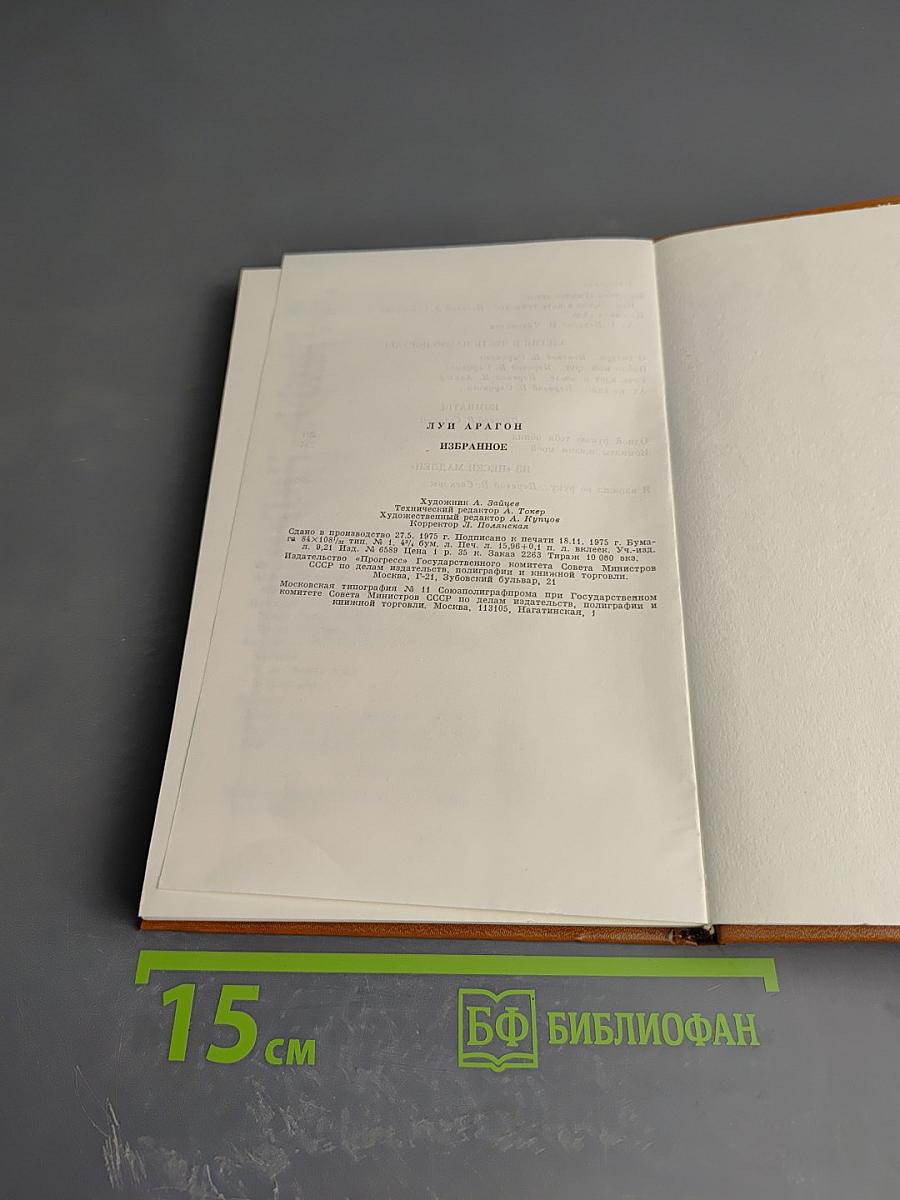 ЛУИ АРАГОН
ИЗБРАННОЕ
Художник А. Зайцев
Технический редактор А. Токер
Художественный редактор А. Купцов
Корректор Л. Полянская
Сдано в производство 27.5. 1975 г. Подписано к печати 18.11. 1975 г. Бума-
га 84×108¹/₃₂ тип. № 1. 4³/₄ бум. л. Печ. л. 15,96+0,1 п. л. вклеек. Уч.-изд.
л. 9,21 Изд. № 6589 Цена 1 р. 35 к. Заказ 2263 Тираж 10 080 экз.
Издательство «Прогресс» Государственного комитета Совета Министров
СССР по делам издательств, полиграфии и книжной торговли.
Москва, Г-21, Зубовский бульвар, 21
Московская типография № 11 Союзполиграфпрома при Государственном
комитете Совета Министров СССР по делам издательств, полиграфии и
книжной торговли. Москва, 113105, Нагатинская, 1
15 см
БФ БИБЛИОФАН